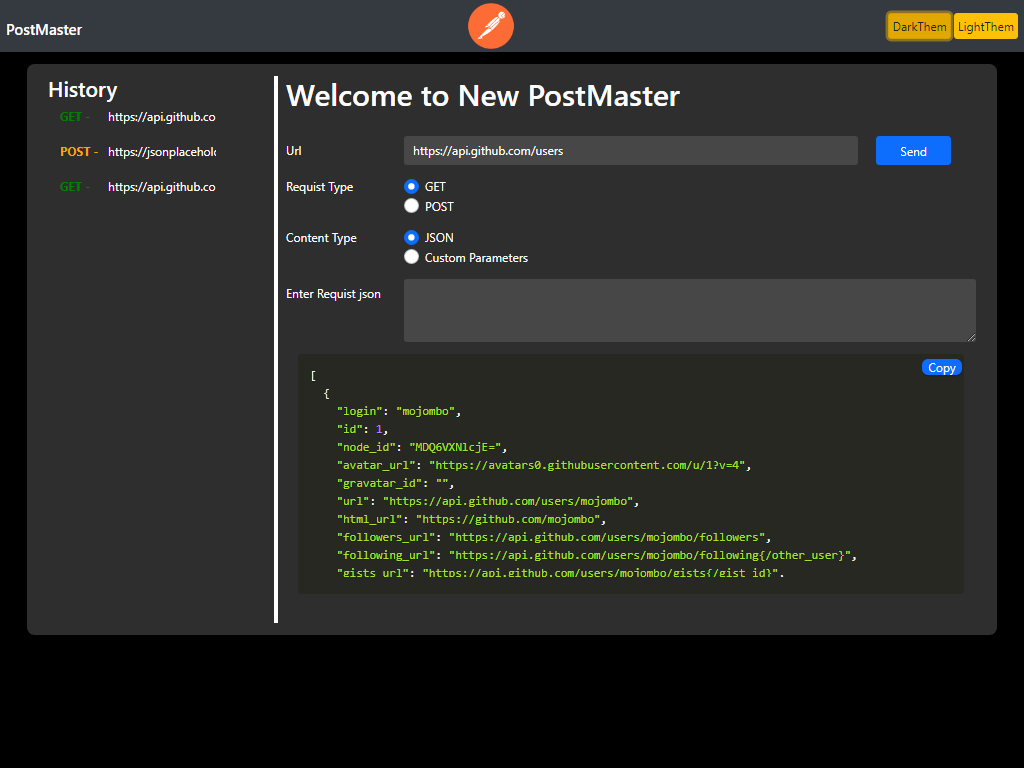 PostMaster
DarkThem
LightThem
History
GET - https://api.github.co
POST - https://jsonplacehol
GET - https://api.github.co
Welcome to New PostMaster
Url
https://api.github.com/users
Send
Requist Type
GET
POST
Content Type
JSON
Custom Parameters
Enter Requist json
Copy
[
{
"login": "mojombo",
"id": 1,
"node_id": "MDQ6VXNlcjE=",
"avatar_url": "https://avatars0.githubusercontent.com/u/1?v=4",
"gravatar_id": "",
"url": "https://api.github.com/users/mojombo",
"html_url": "https://github.com/mojombo",
"followers_url": "https://api.github.com/users/mojombo/followers",
"following_url": "https://api.github.com/users/mojombo/following{/other_user}",
"gists_url": "https://api.github.com/users/mojombo/gists{/gist_id}",